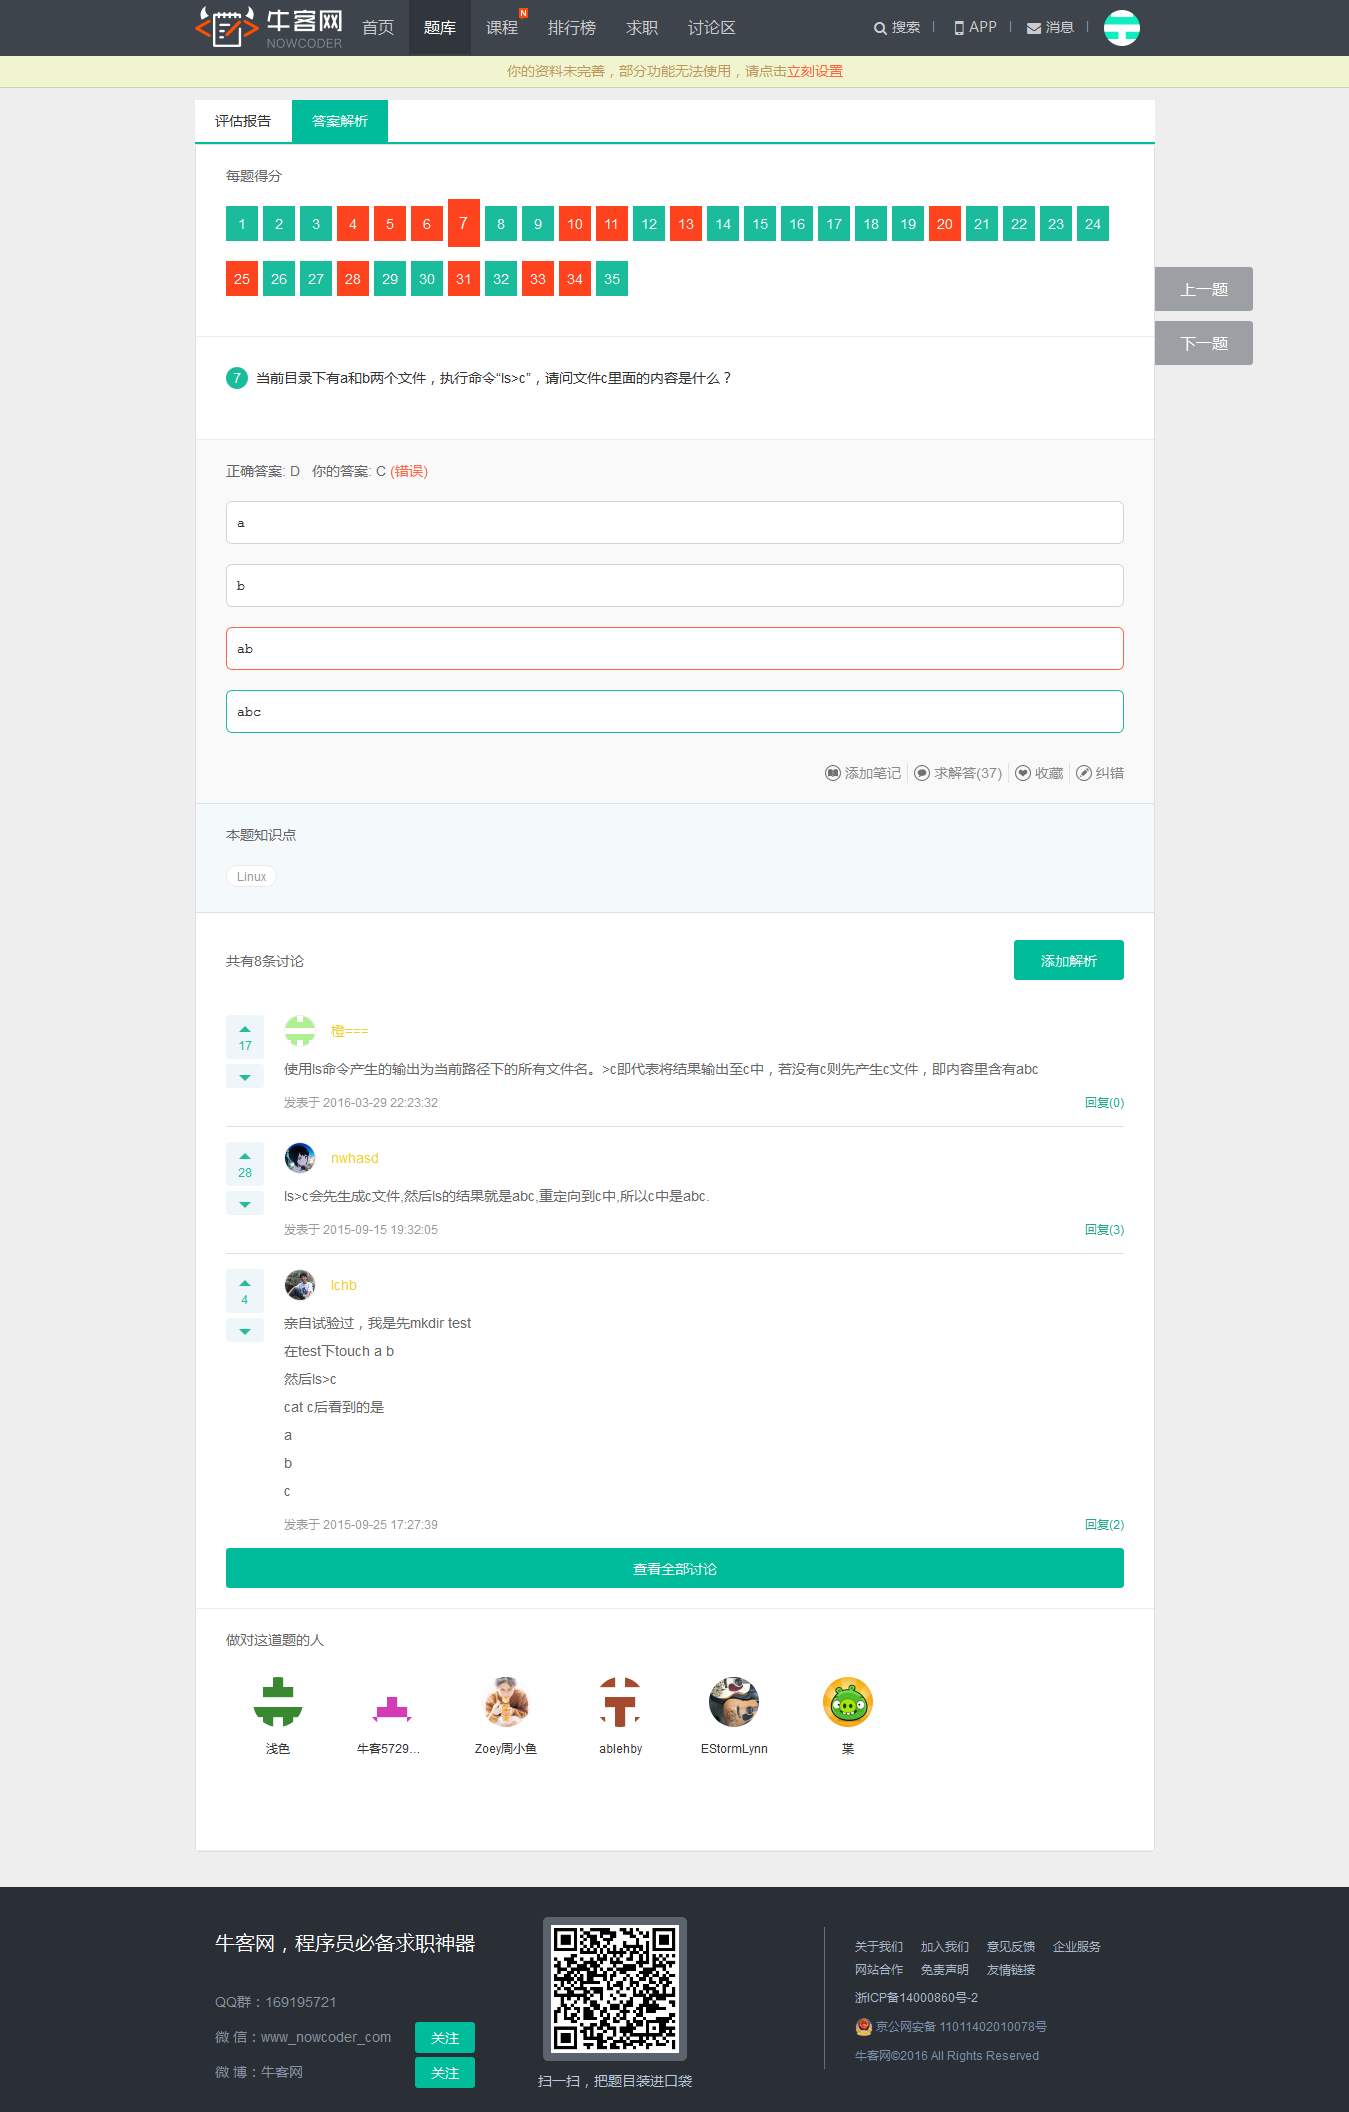 牛客网
NOWCODER
首页 题库 课程 N 排行榜 求职 讨论区 搜索 APP 消息
你的资料未完善，部分功能无法使用，请点击立刻设置
评估报告 答案解析
每题得分
1 2 3 4 5 6 7 8 9 10 11 12 13 14 15 16 17 18 19 20 21 22 23 24
25 26 27 28 29 30 31 32 33 34 35
上一题
下一题
7 当前目录下有a和b两个文件，执行命令“ls>c”，请问文件c里面的内容是什么？
正确答案: D 你的答案: C (错误)
a
b
ab
abc
添加笔记 求解答(37) 收藏 纠错
本题知识点
Linux
共有8条讨论 添加解析
17 橙===
使用ls命令产生的输出为当前路径下的所有文件名。>c即代表将结果输出至c中，若没有c则先产生c文件，即内容里含有abc
发表于 2016-03-29 22:23:32 回复(0)
28 nwhasd
ls>c会先生成c文件,然后ls的结果就是abc,重定向到c中,所以c中是abc.
发表于 2015-09-15 19:32:05 回复(3)
4 lchb
亲自试验过，我是先mkdir test
在test下touch a b
然后ls>c
cat c后看到的是
a
b
c
发表于 2015-09-25 17:27:39 回复(2)
查看全部讨论
做对这道题的人
浅色 牛客5729... Zoey周小鱼 ablehby EStormLynn
牛客网，程序员必备求职神器
QQ群：169195721
微 信：www_nowcoder_com 关注
微 博：牛客网 关注
扫一扫，把题目装进口袋
关于我们 加入我们 意见反馈 企业服务
网站合作 免责声明 友情链接
浙ICP备14000860号-2
京公网安备 11011402010078号
牛客网©2016 All Rights Reserved